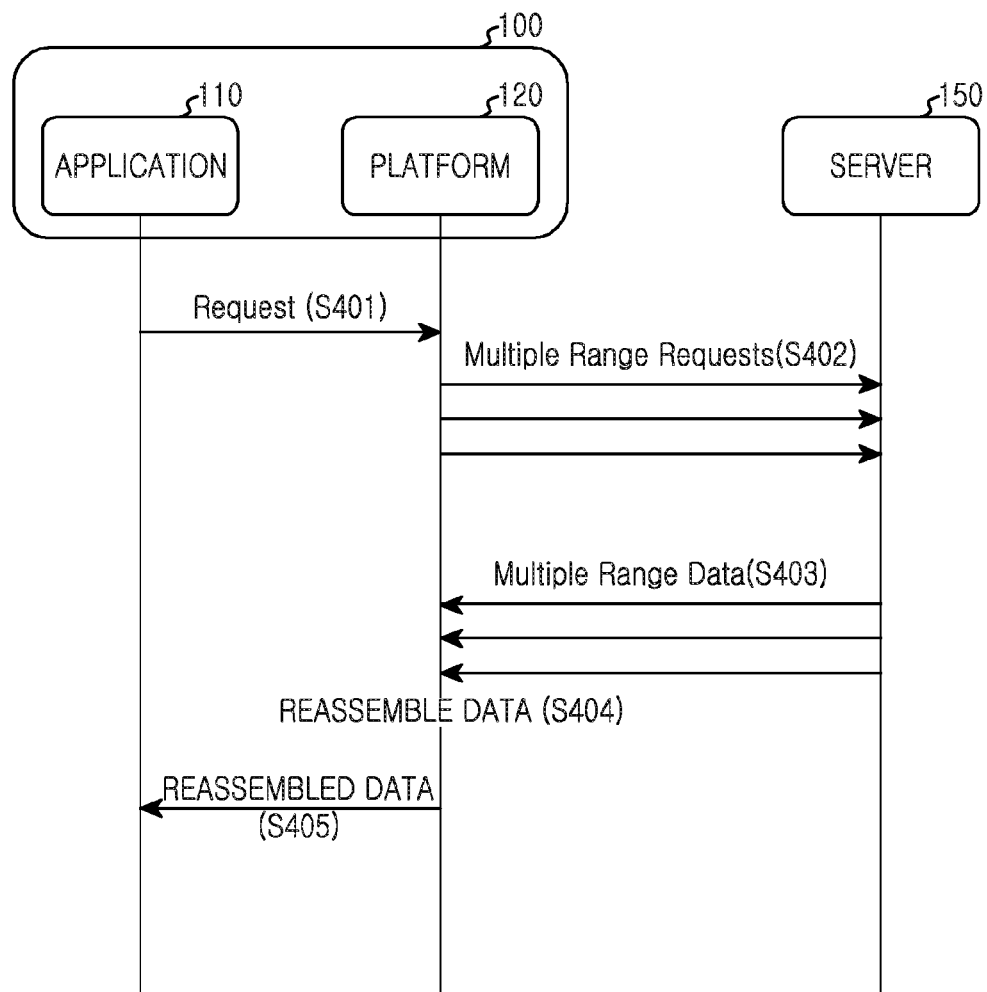 100
110
120
150
APPLICATION
PLATFORM
SERVER
Request (S401)
Multiple Range Requests(S402)
Multiple Range Data(S403)
REASSEMBLE DATA (S404)
REASSEMBLED DATA
(S405)